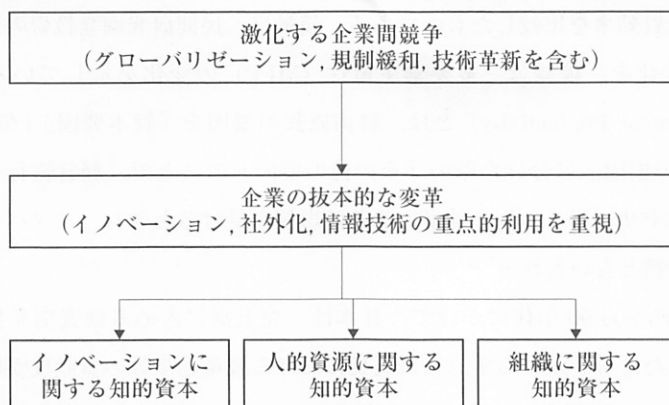 激化する企業間競争
(グローバリゼーション, 規制緩和, 技術革新を含む)
企業の抜本的な変革
(イノベーション, 社外化, 情報技術の重点的利用を重視)
イノベーションに
関する知的資本
人的資源に関する
知的資本
組織に関する
知的資本